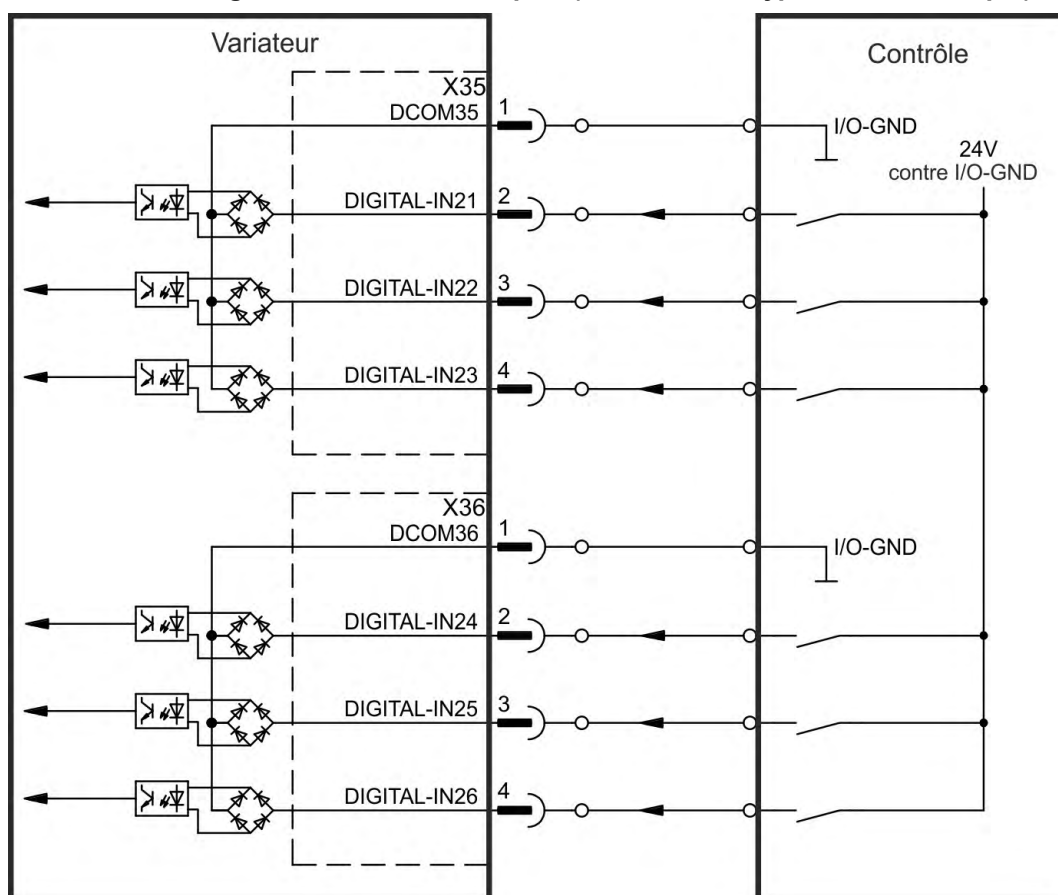 Variateur
Contrôle
X35
DCOM35
1
I/O-GND
24V
contre I/O-GND
DIGITAL-IN21
2
DIGITAL-IN22
3
DIGITAL-IN23
4
X36
DCOM36
1
I/O-GND
DIGITAL-IN24
2
DIGITAL-IN25
3
DIGITAL-IN26
4